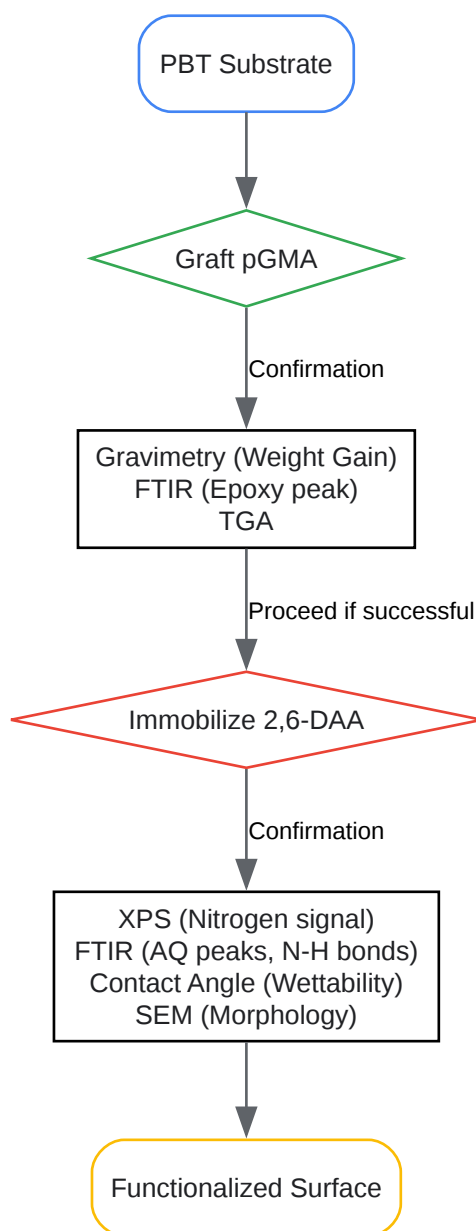 PBT Substrate
Graft pGMA
Confirmation
Gravimetry (Weight Gain)
FTIR (Epoxy peak)
TGA
Proceed if successful
Immobilize 2,6-DAA
Confirmation
XPS (Nitrogen signal)
FTIR (AQ peaks, N-H bonds)
Contact Angle (Wettability)
SEM (Morphology)
Functionalized Surface